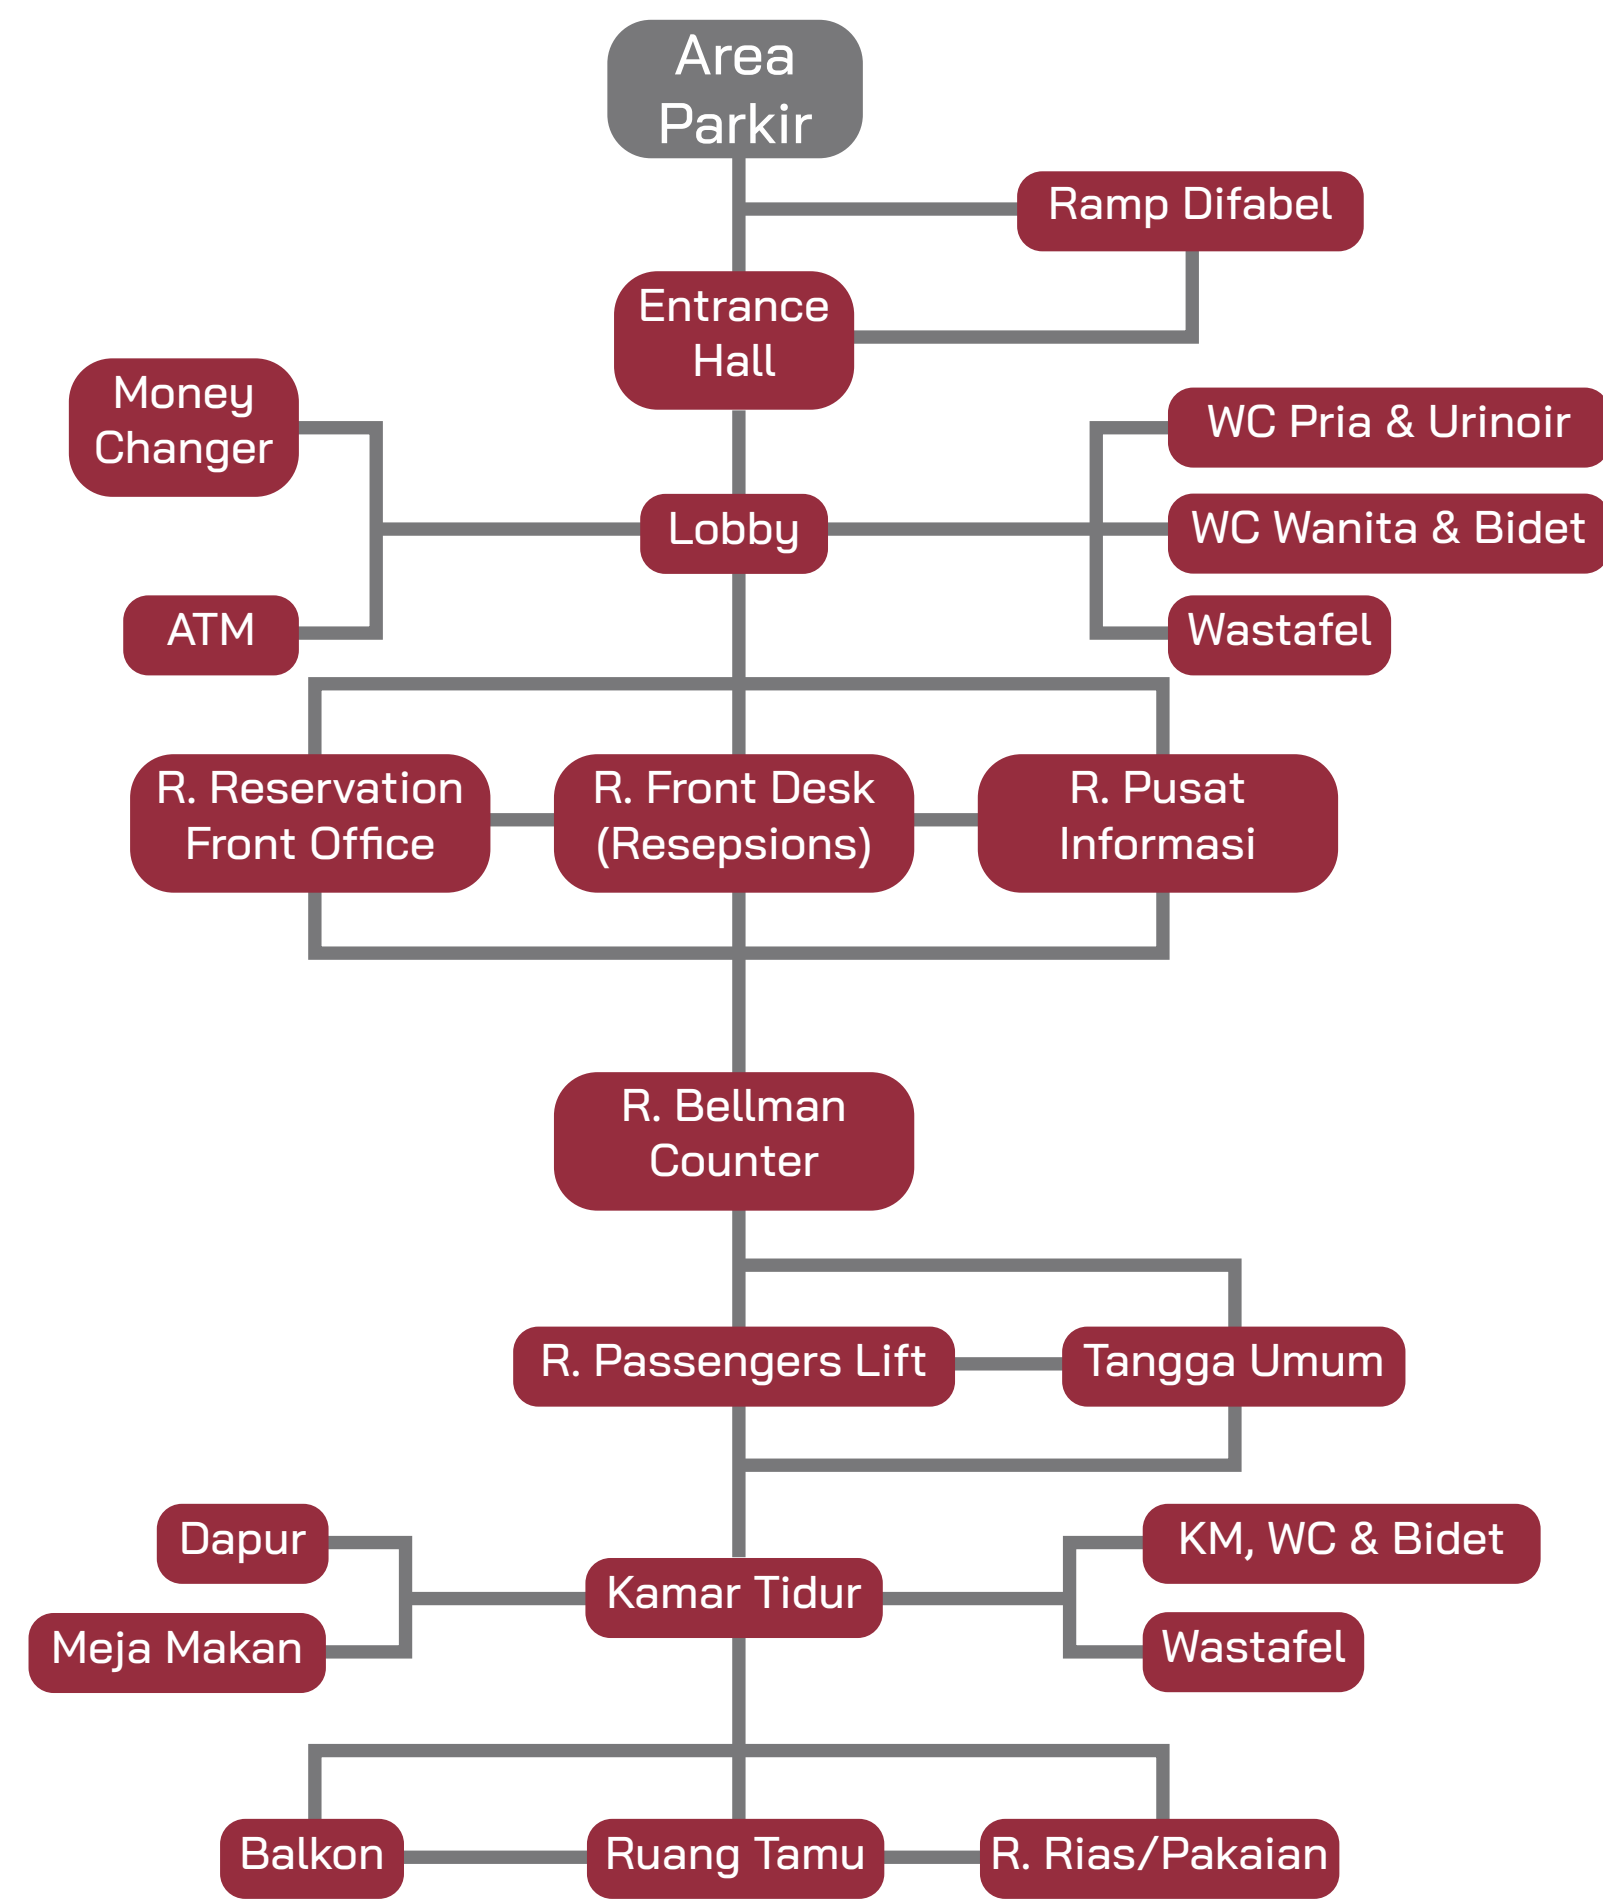 Area
Parkir
Ramp Difabel
Entrance
Hall
Money
Changer
WC Pria & Urinoir
Lobby
WC Wanita & Bidet
ATM
Wastafel
R. Reservation
Front Office
R. Front Desk
(Resepsions)
R. Pusat
Informasi
R. Bellman
Counter
R. Passengers Lift
Tangga Umum
Dapur
KM, WC & Bidet
Kamar Tidur
Meja Makan
Wastafel
Balkon
Ruang Tamu
R. Rias/Pakaian